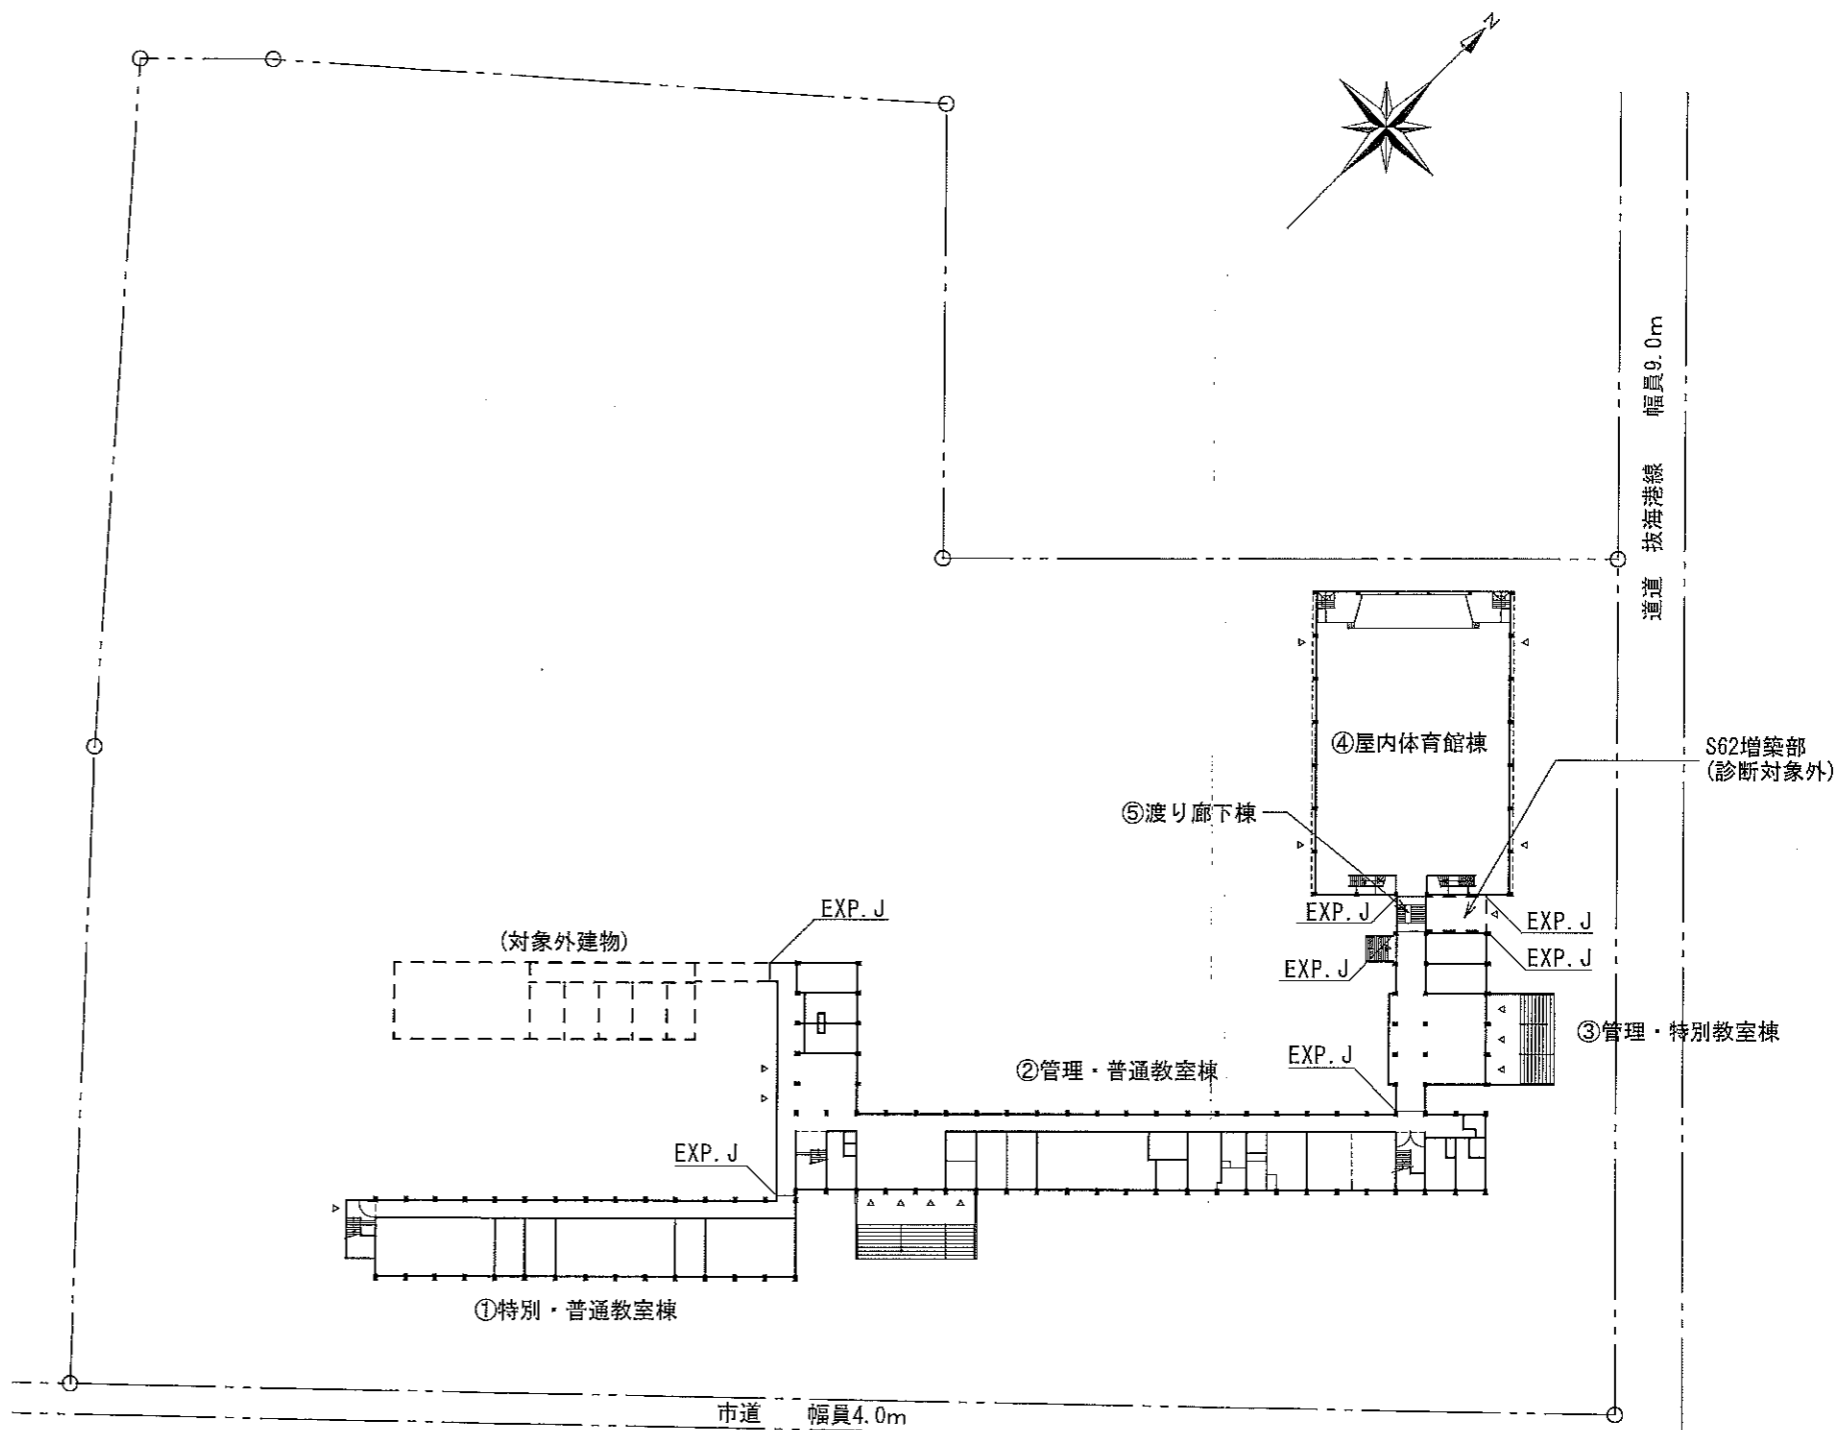 N
道道 抜海港線 幅員9.0m
④屋内体育館棟
S62増築部
(診断対象外)
⑤渡り廊下棟
EXP.J
EXP.J
EXP.J
(対象外建物)
EXP.J
EXP.J
③管理・特別教室棟
EXP.J
②管理・普通教室棟
EXP.J
①特別・普通教室棟
市道 幅員4.0m